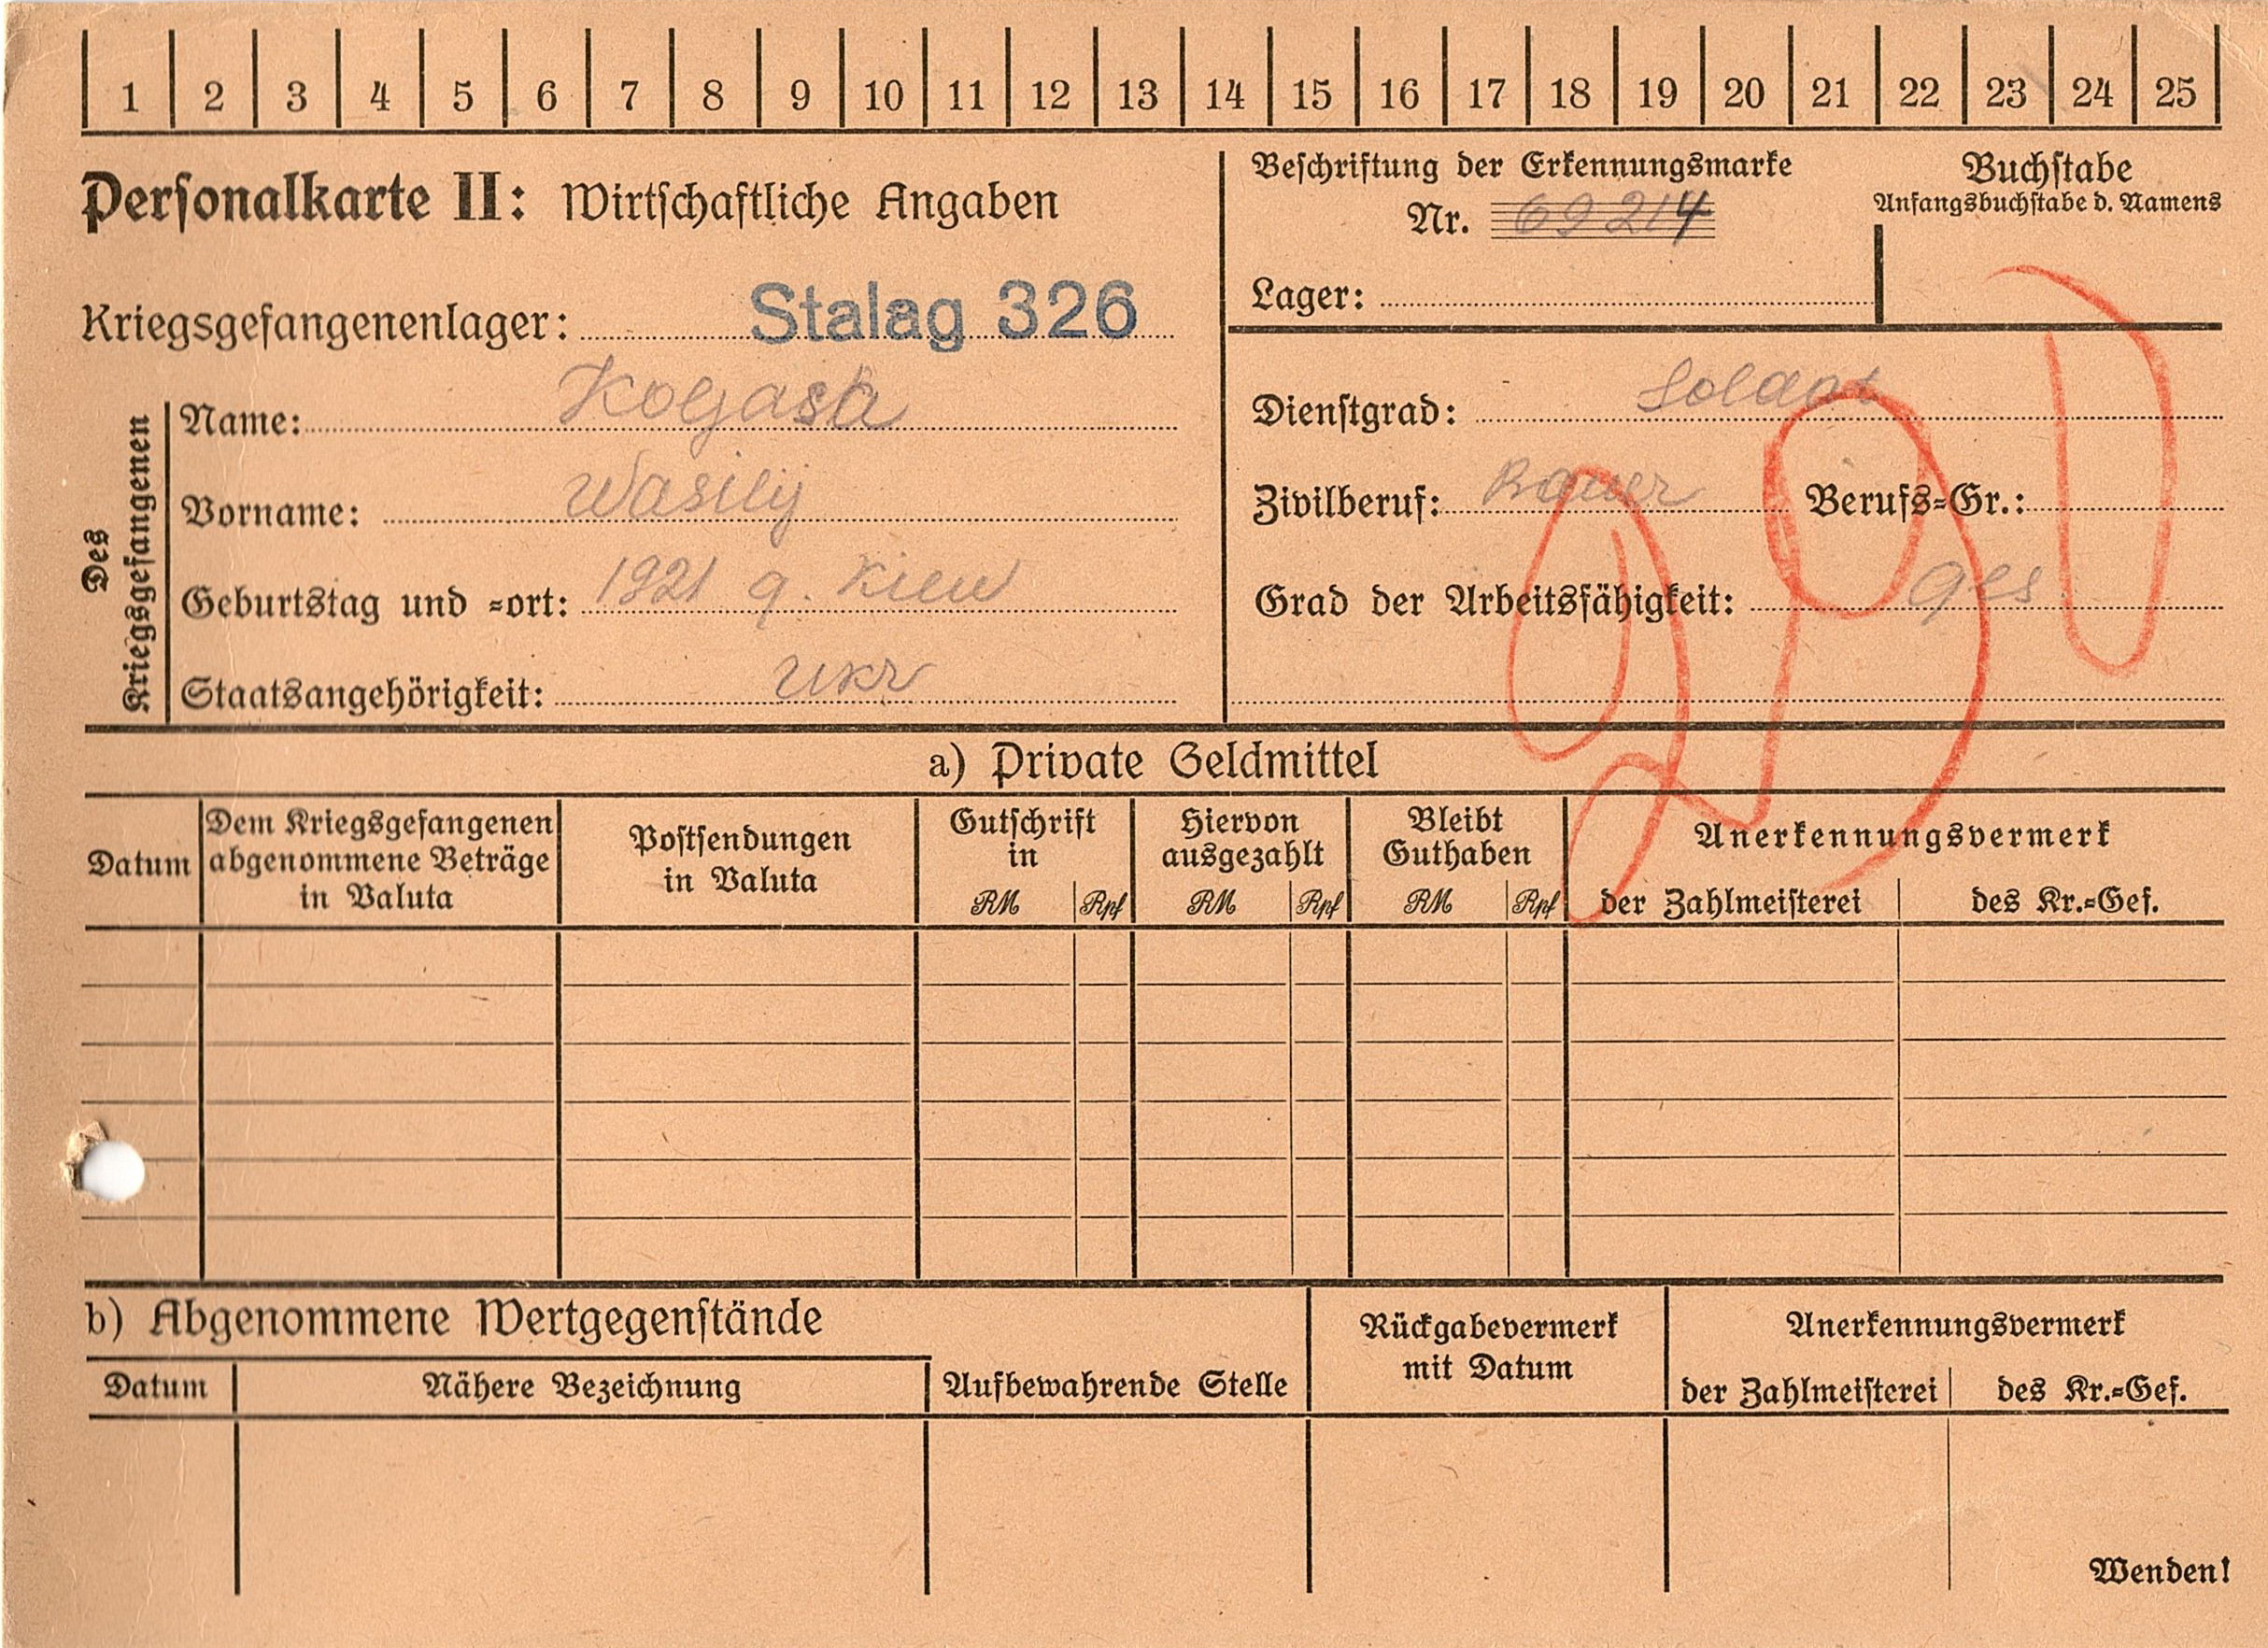 1 2 3 4 5 6 7 8 9 10 11 12 13 14 15 16 17 18 19 20 21 22 23 24 25
Personalkarte II: Wirtschaftliche Angaben
Kriegsgefangenenlager: Stalag 326
Des Kriegsgefangenen
Name:
Vorname: Wasilij
Geburtstag und =ort: 1921 g. Kiew
Staatsangehörigkeit: Ukr
Beschriftung der Erkennungsmarke
Nr. 69214
Lager:
Buchstabe
Anfangsbuchstabe d. Namens
Dienstgrad: Soldat
Zivilberuf: Bauer Berufs=Gr.:
Grad der Arbeitsfähigkeit: ges
a) Private Geldmittel
Datum
Dem Kriegsgefangenen
abgenommene Beträge
in Valuta
Postsendungen
in Valuta
Gutschrift
in
RM Rpf
Hiervon
ausgezahlt
RM Rpf
Bleibt
Guthaben
RM Rpf
Anerkennungsvermerk
der Zahlmeisterei des Kr.=Gef.
b) Abgenommene Wertgegenstände
Datum Nähere Bezeichnung Aufbewahrende Stelle
Rückgabevermerk
mit Datum
Anerkennungsvermerk
der Zahlmeisterei des Kr.=Gef.
Wenden!